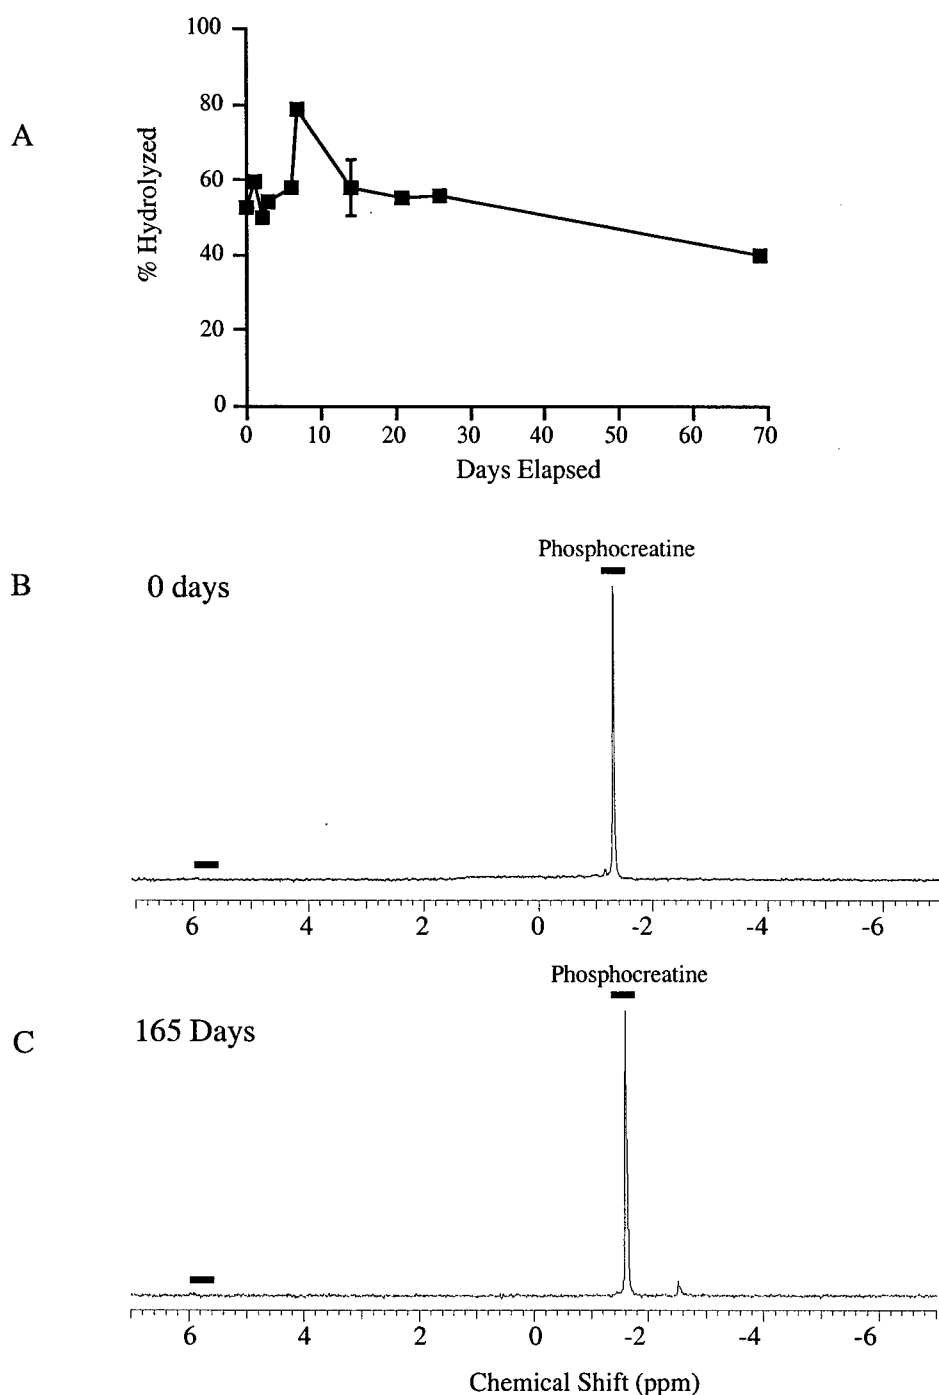 A
% Hydrolyzed
100
80
60
40
20
0
0 10 20 30 40 50 60 70
Days Elapsed
B
0 days
Phosphocreatine
6 4 2 0 -2 -4 -6
C
165 Days
Phosphocreatine
6 4 2 0 -2 -4 -6
Chemical Shift (ppm)